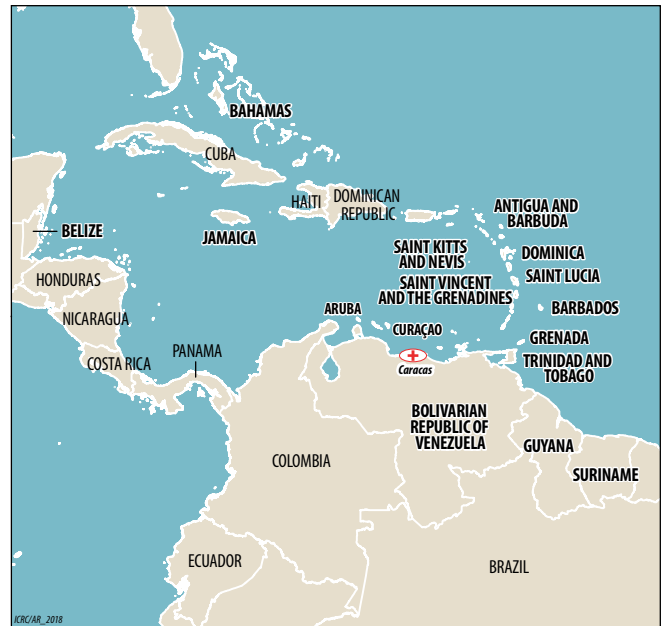 BAHAMAS
CUBA
HAITI
DOMINICAN
REPUBLIC
ANTIGUA AND
BARBUDA
BELIZE
JAMAICA
SAINT KITTS
AND NEVIS
DOMINICA
SAINT LUCIA
HONDURAS
SAINT VINCENT
AND THE GRENADINES
BARBADOS
NICARAGUA
ARUBA
CURAÇAO
GRENADA
COSTA RICA
PANAMA
Caracas
TRINIDAD AND
TOBAGO
BOLIVARIAN
REPUBLIC OF
VENEZUELA
GUYANA
COLOMBIA
SURINAME
ECUADOR
BRAZIL
ICRC/AR_2018